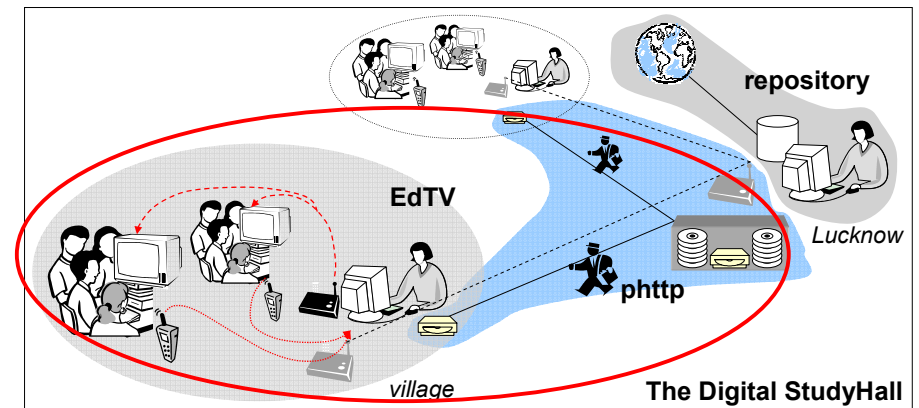 repository
EdTV
Lucknow
phttp
village
The Digital StudyHall